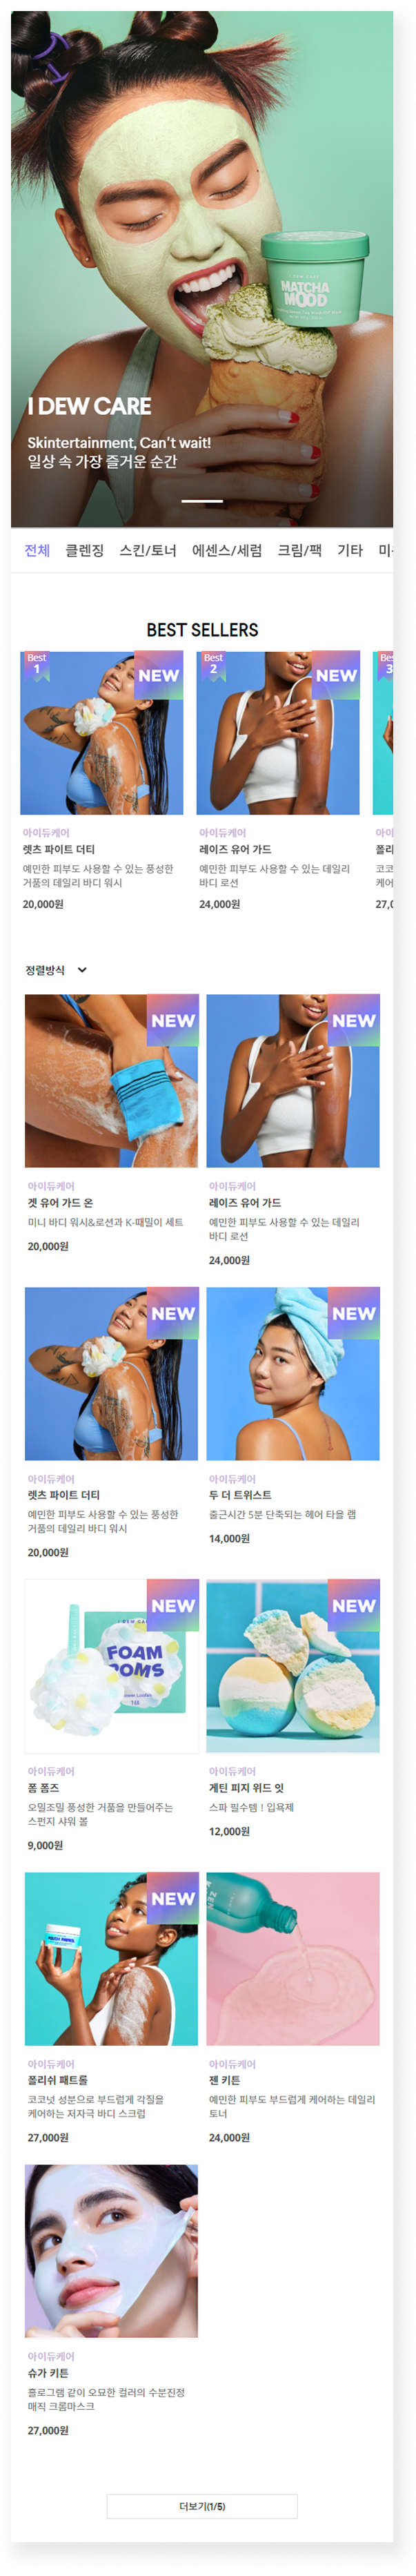 I DEW CARE
MATCHA
MOOD
I DEW CARE
Skintertainment, Can't wait!
일상 속 가장 즐거운 순간
전체 클렌징 스킨/토너 에센스/세럼 크림/팩 기타
BEST SELLERS
Best
1
NEW
Best
2
NEW
Best
3
아이듀케어
렛츠 파이트 더티
예민한 피부도 사용할 수 있는 풍성한
거품의 데일리 바디 워시
20,000원
아이듀케어
레이즈 유어 가드
예민한 피부도 사용할 수 있는 데일리
바디 로션
24,000원
정렬방식
NEW
NEW
아이듀케어
겟 유어 가드 온
미니 바디 워시&로션과 K-때밀이 세트
20,000원
아이듀케어
레이즈 유어 가드
예민한 피부도 사용할 수 있는 데일리
바디 로션
24,000원
NEW
NEW
아이듀케어
렛츠 파이트 더티
예민한 피부도 사용할 수 있는 풍성한
거품의 데일리 바디 워시
20,000원
아이듀케어
두 더 트위스트
출근시간 5분 단축되는 헤어 타올 랩
14,000원
NEW
FOAM
POMS
NEW
아이듀케어
폼 폼즈
오밀조밀 풍성한 거품을 만들어주는
스펀지 샤워 볼
9,000원
아이듀케어
게틴 피지 위드 잇
스파 필수템 ! 입욕제
12,000원
NEW
아이듀케어
폴리쉬 패트롤
코코넛 성분으로 부드럽게 각질을
케어하는 저자극 바디 스크럽
27,000원
ZEN
아이듀케어
젠 키튼
예민한 피부도 부드럽게 케어하는 데일리
토너
24,000원
아이듀케어
슈가 키튼
홀로그램 같이 오묘한 컬러의 수분진정
매직 크롬마스크
27,000원
더보기(1/5)